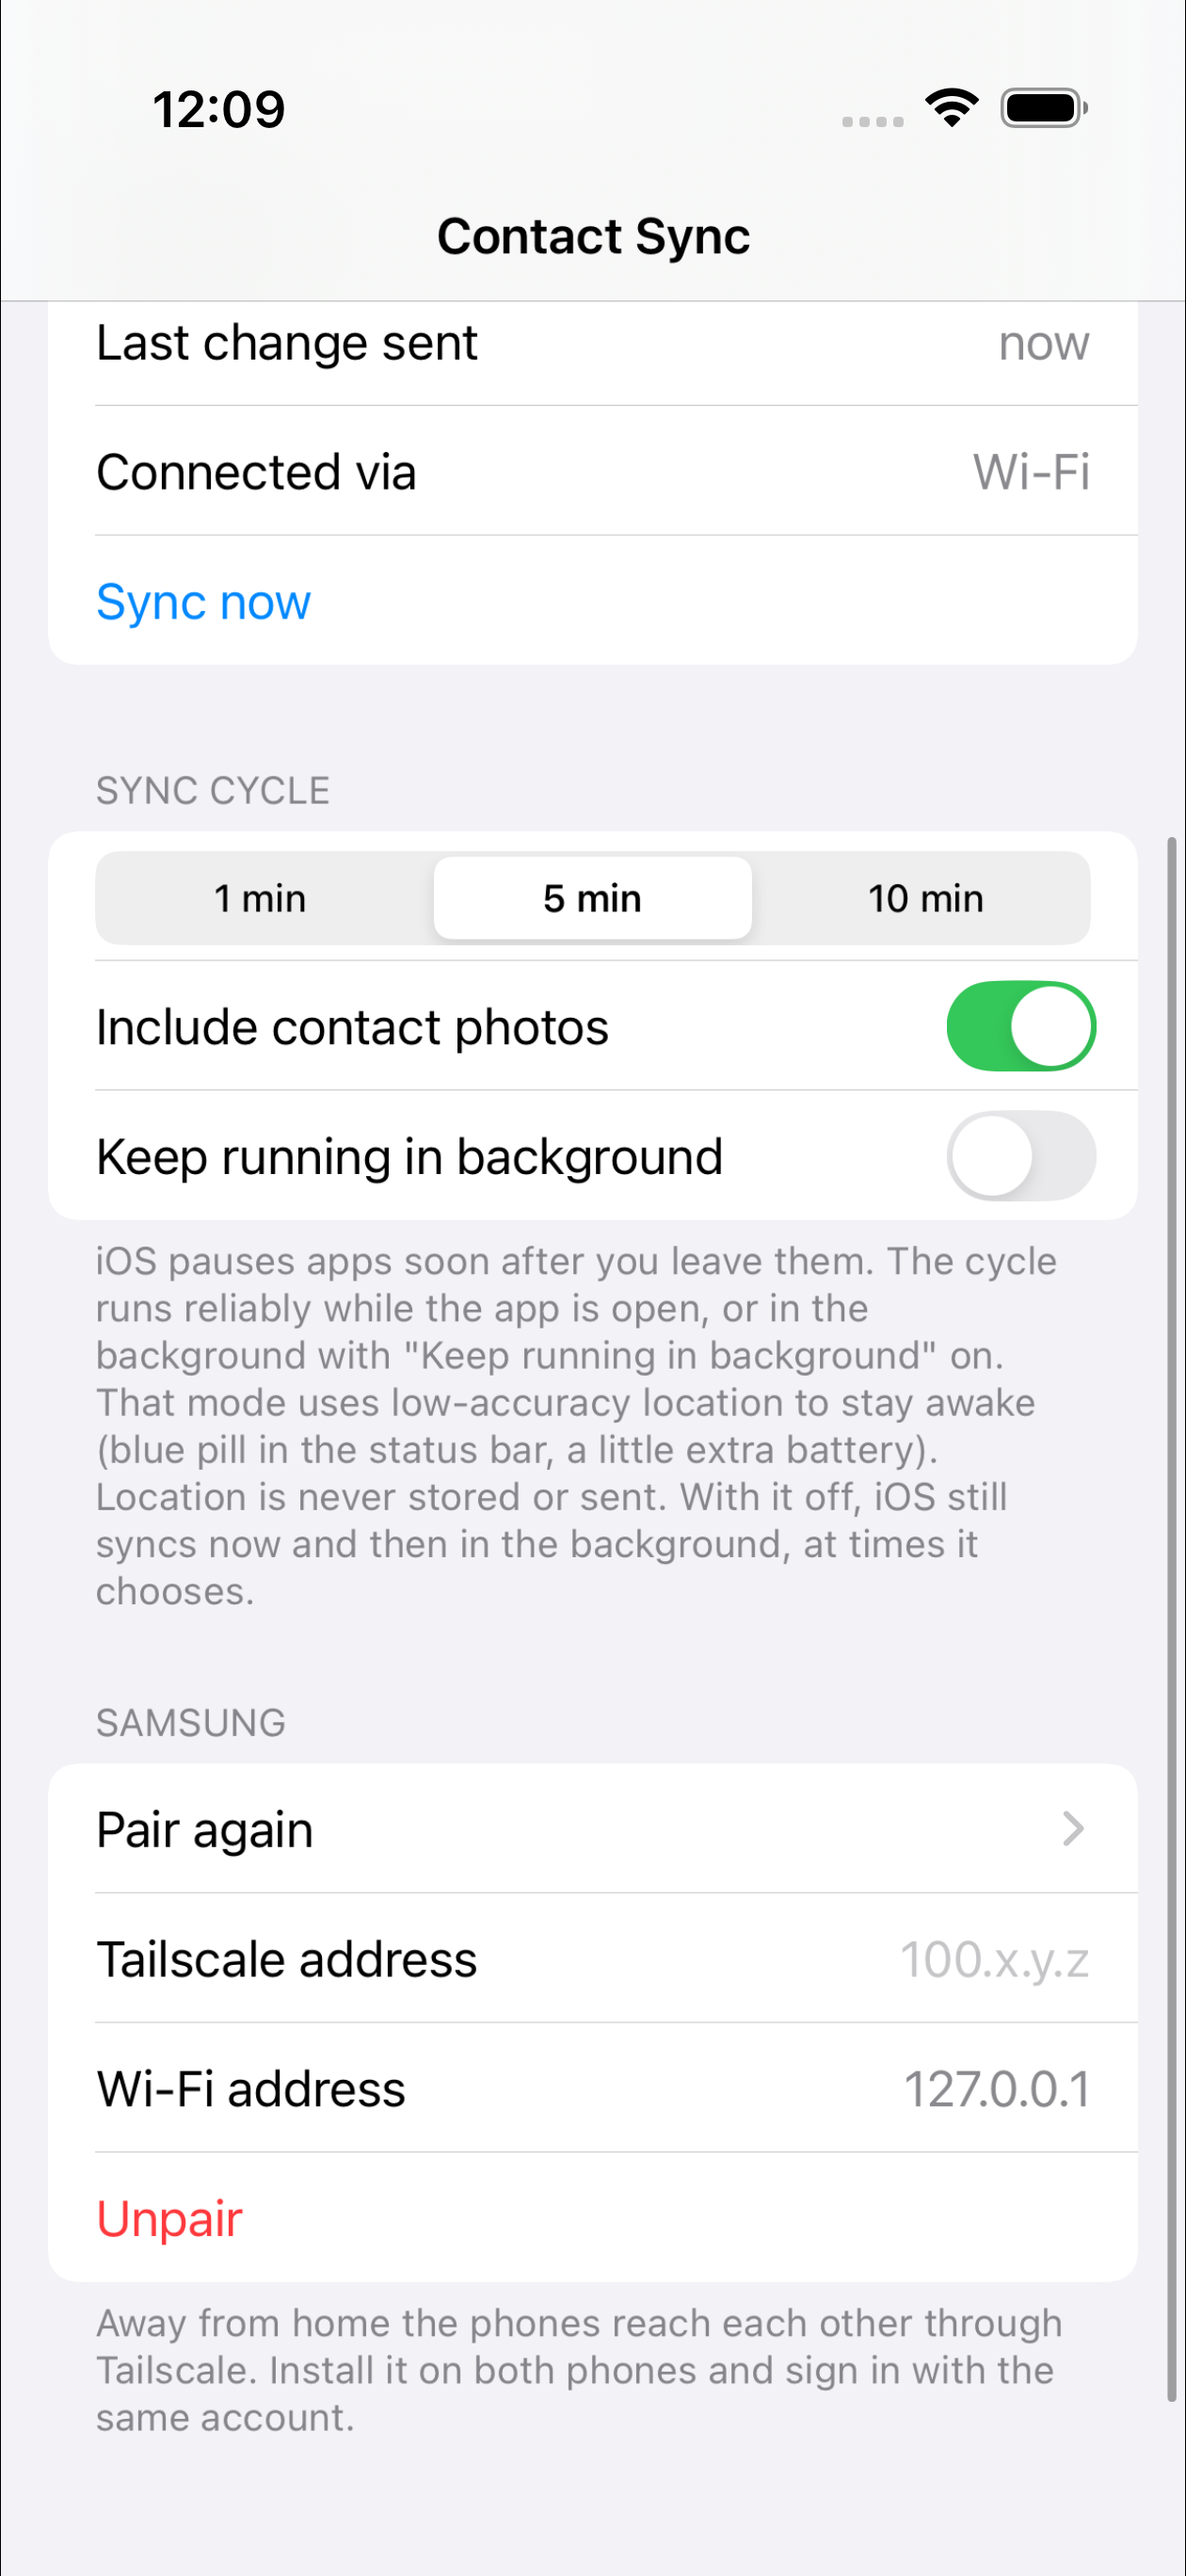 12:09
Contact Sync
Last change sent now
Connected via Wi-Fi
Sync now
SYNC CYCLE
1 min 5 min 10 min
Include contact photos
Keep running in background
iOS pauses apps soon after you leave them. The cycle
runs reliably while the app is open, or in the
background with "Keep running in background" on.
That mode uses low-accuracy location to stay awake
(blue pill in the status bar, a little extra battery).
Location is never stored or sent. With it off, iOS still
syncs now and then in the background, at times it
chooses.
SAMSUNG
Pair again
Tailscale address 100.x.y.z
Wi-Fi address 127.0.0.1
Unpair
Away from home the phones reach each other through
Tailscale. Install it on both phones and sign in with the
same account.